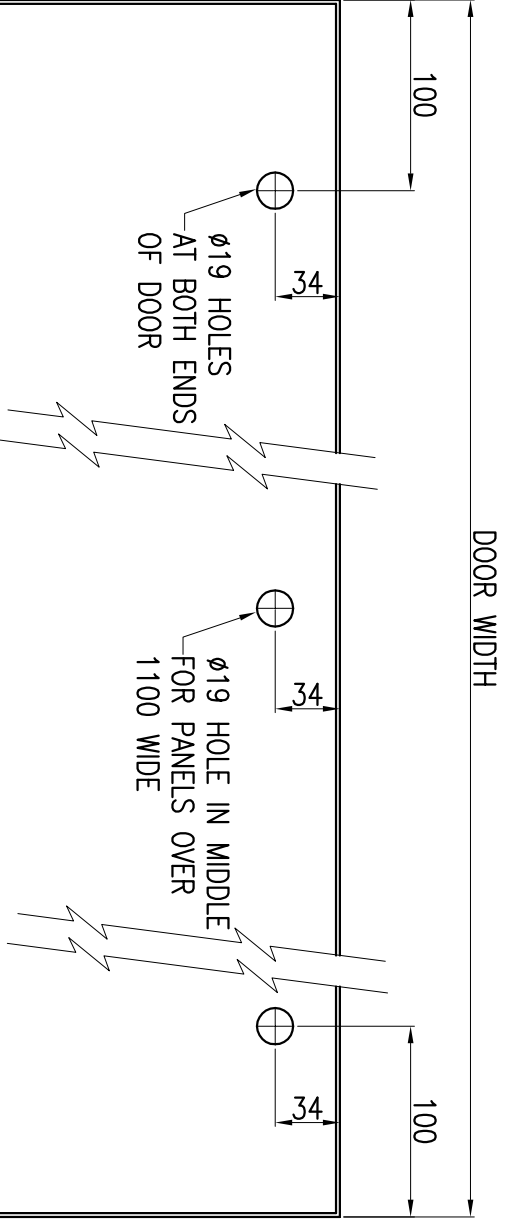 DOOR WIDTH
100
100
34
34
34
Ø19 HOLES
AT BOTH ENDS
OF DOOR
Ø19 HOLE IN MIDDLE
FOR PANELS OVER
1100 WIDE